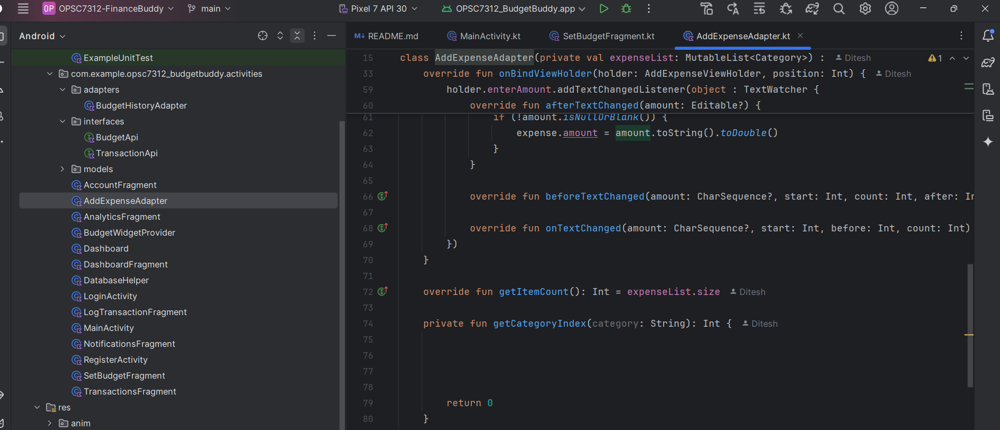 OP OPSC7312-FinanceBuddy main Pixel 7 API 30 OPSC7312_BudgetBuddy.app
Android
ExampleUnitTest
com.example.opsc7312_budgetbuddy.activities
adapters
BudgetHistoryAdapter
interfaces
BudgetApi
TransactionApi
models
AccountFragment
AddExpenseAdapter
AnalyticsFragment
BudgetWidgetProvider
Dashboard
DashboardFragment
DatabaseHelper
LoginActivity
LogTransactionFragment
MainActivity
NotificationsFragment
RegisterActivity
SetBudgetFragment
TransactionsFragment
res
anim
M↓ README.md MainActivity.kt SetBudgetFragment.kt AddExpenseAdapter.kt
15 class AddExpenseAdapter(private val expenseList: MutableList<Category>) : Ditesh 1
33 override fun onBindViewHolder(holder: AddExpenseViewHolder, position: Int) { Ditesh
59 holder.enterAmount.addTextChangedListener(object : TextWatcher {
60 override fun afterTextChanged(amount: Editable?) {
61 if (!amount.isNullOrBlank()) {
62 expense.amount = amount.toString().toDouble()
63 }
64 }
65
66 override fun beforeTextChanged(amount: CharSequence?, start: Int, count: Int, after: In
67
68 override fun onTextChanged(amount: CharSequence?, start: Int, before: Int, count: Int)
69 })
70 }
71
72 override fun getItemCount(): Int = expenseList.size Ditesh
73
74 private fun getCategoryIndex(category: String): Int { Ditesh
75
76
77
78
79 return 0
80 }